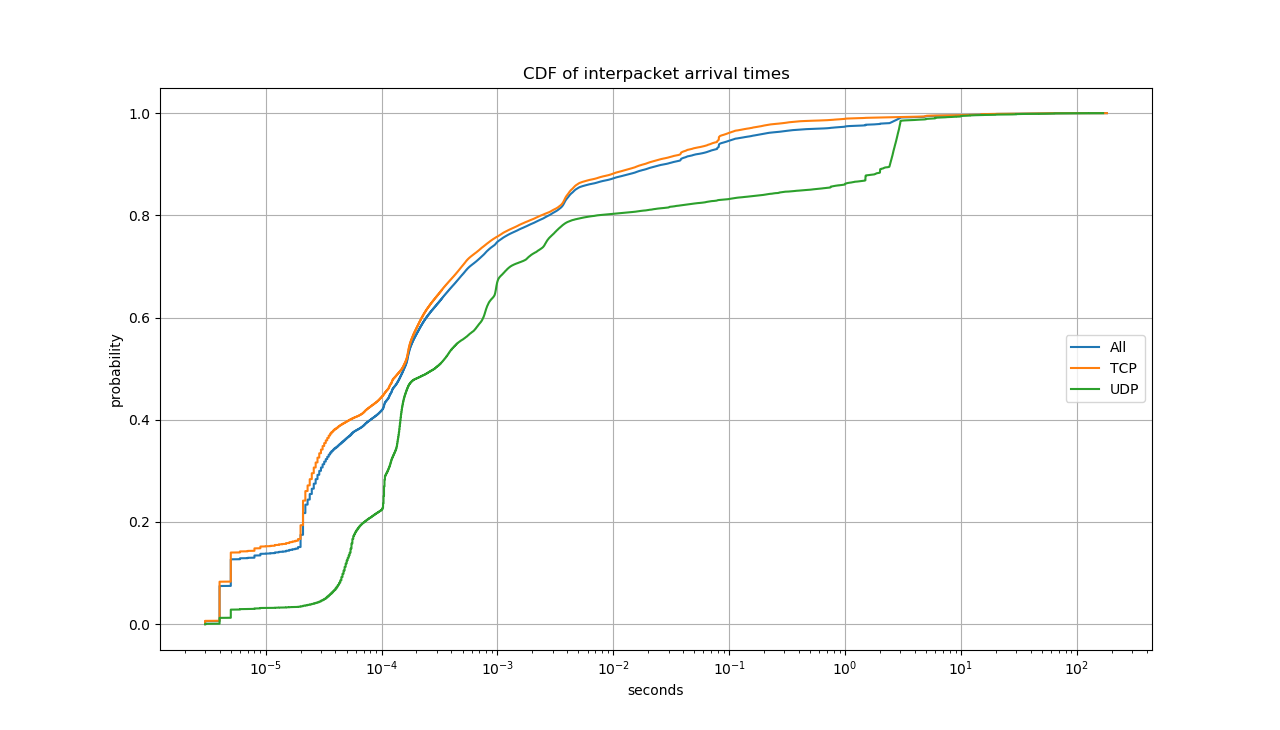 CDF of interpacket arrival times
probability
1.0
0.8
0.6
0.4
0.2
0.0
All
TCP
UDP
10⁻⁵ 10⁻⁴ 10⁻³ 10⁻² 10⁻¹ 10⁰ 10¹ 10²
seconds